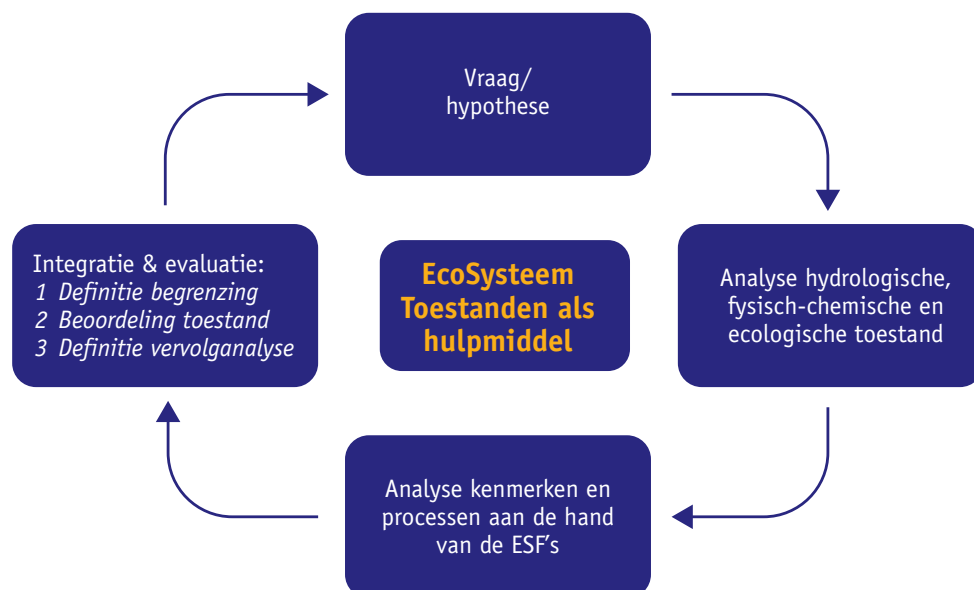 Vraag/
hypothese
Analyse hydrologische,
fysisch-chemische en
ecologische toestand
Analyse kenmerken en
processen aan de hand
van de ESF’s
Integratie & evaluatie:
1 Definitie begrenzing
2 Beoordeling toestand
3 Definitie vervolganalyse
EcoSysteem
Toestanden als
hulpmiddel